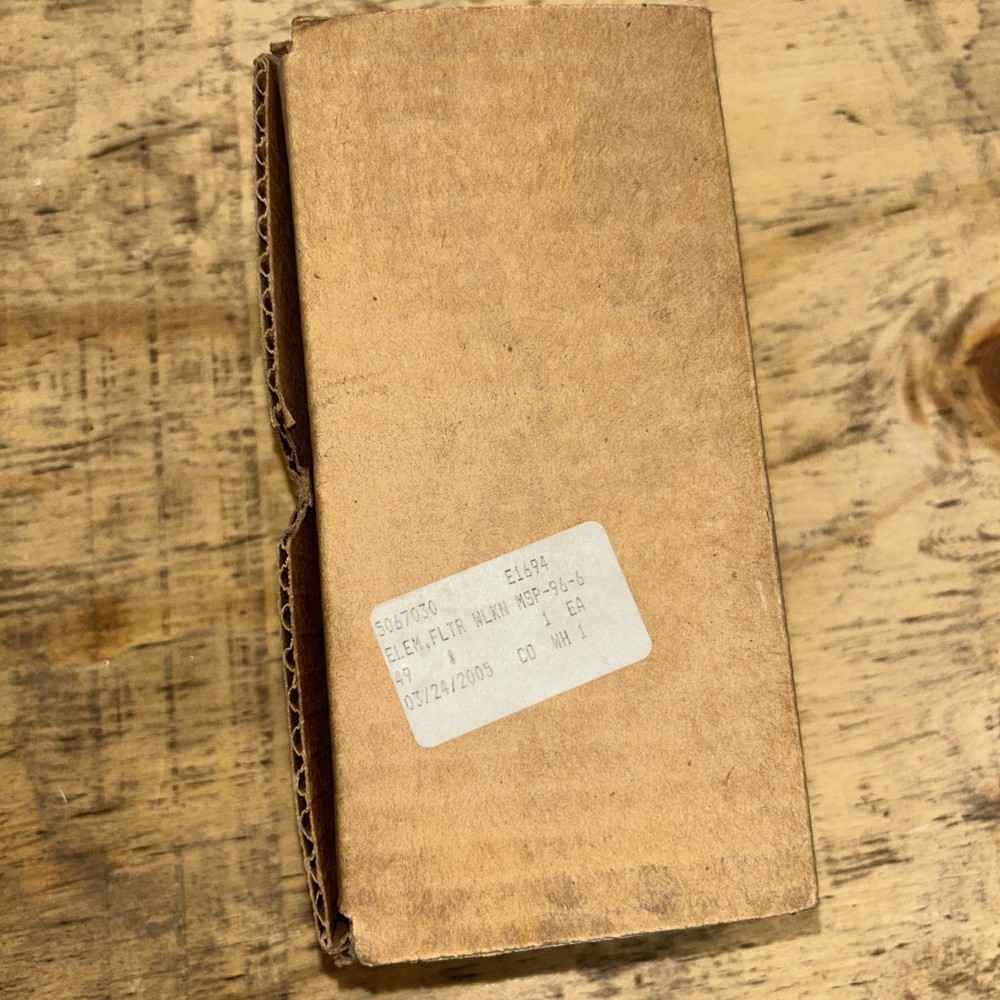 5067030 E1694
ELEM,FLTR WLKN MSP-96-6
49 1 EA
03/24/2005 CO WH 1